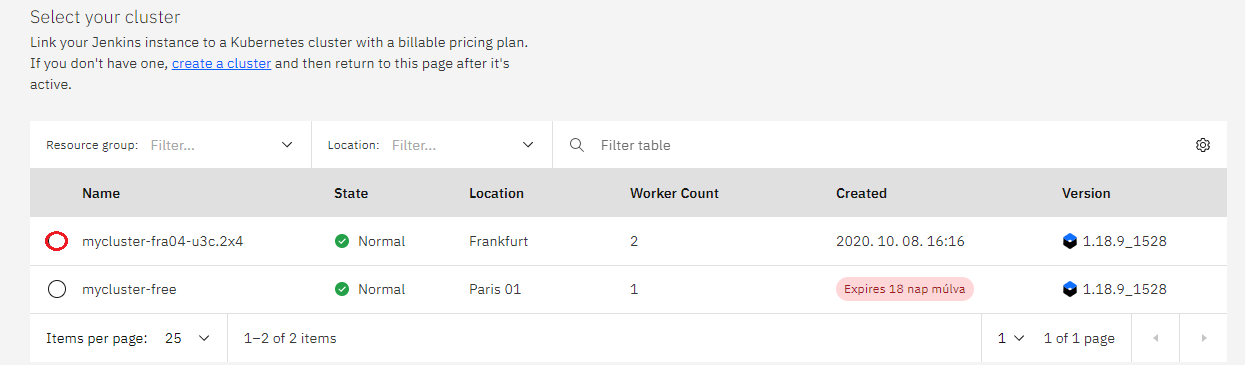 Select your cluster
Link your Jenkins instance to a Kubernetes cluster with a billable pricing plan.
If you don't have one, create a cluster and then return to this page after it's
active.
Resource group: Filter... Location: Filter... Filter table
Name State Location Worker Count Created Version
mycluster-fra04-u3c.2x4 Normal Frankfurt 2 2020. 10. 08. 16:16 1.18.9_1528
mycluster-free Normal Paris 01 1 Expires 18 nap múlva 1.18.9_1528
Items per page: 25 1–2 of 2 items 1 1 of 1 page